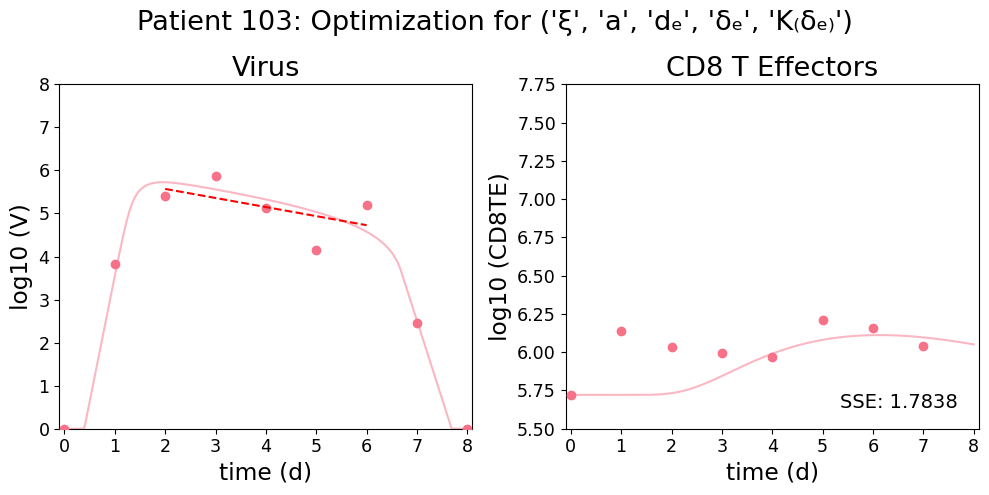 Patient 103: Optimization for ('ξ', 'a', 'dₑ', 'δₑ', 'K₍δₑ₎')
Virus
8
7
6
5
4
3
2
1
0
log10 (V)
0 1 2 3 4 5 6 7 8
time (d)
CD8 T Effectors
7.75
7.50
7.25
7.00
6.75
6.50
6.25
6.00
5.75
5.50
log10 (CD8TE)
SSE: 1.7838
0 1 2 3 4 5 6 7 8
time (d)